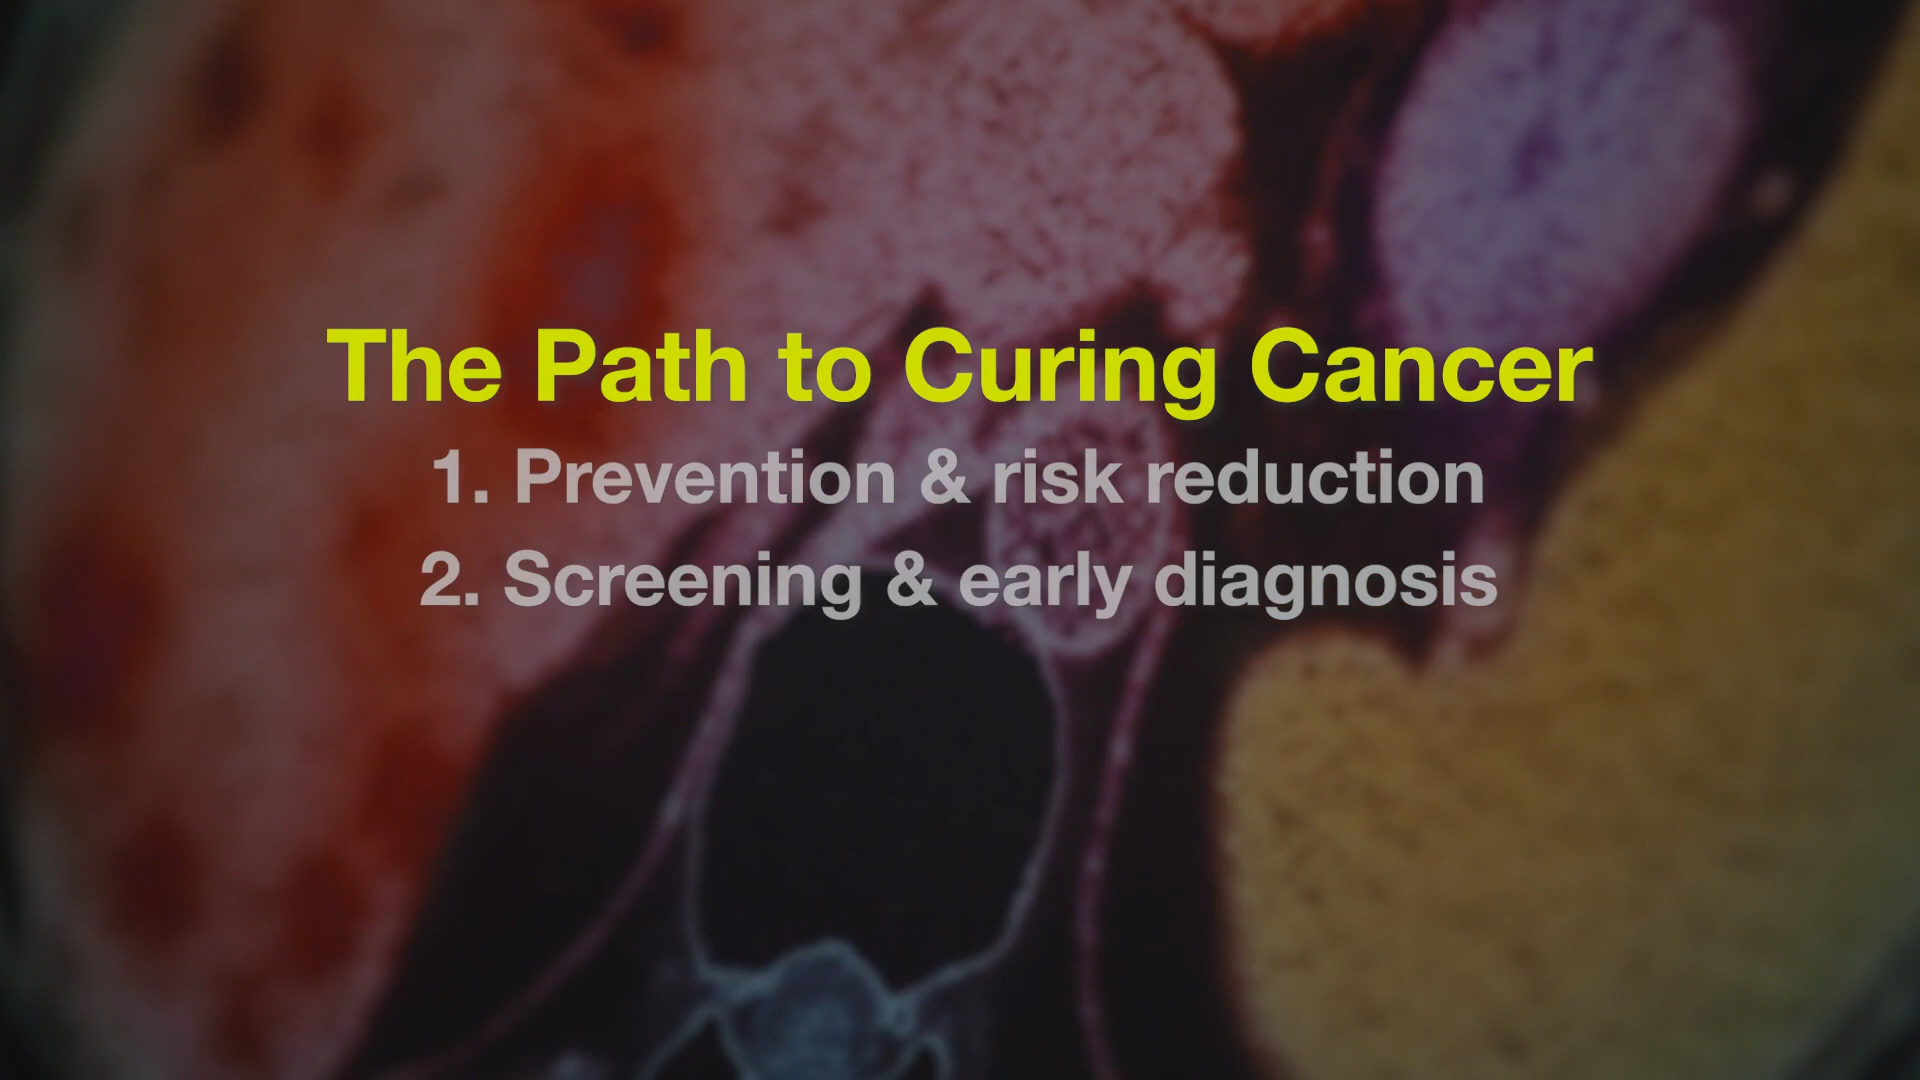 The Path to Curing Cancer
1. Prevention & risk reduction
2. Screening & early diagnosis